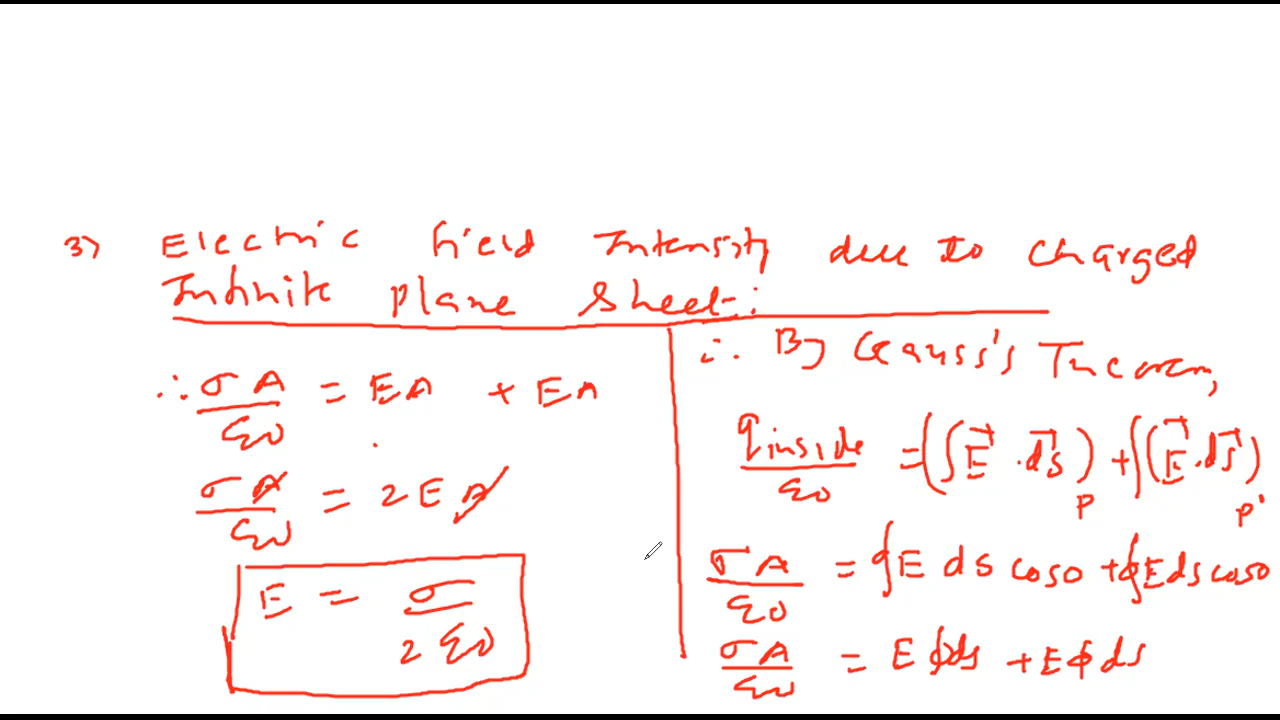 3) Electric field Intensity due to charged
Infinite plane sheet:
∴ σA/ε0 = EA + EA
σA/ε0 = 2EA
E = σ/2ε0
∴ By Gauss's Theorem,
qinside/ε0 = (∫E⃗.ds⃗)P + ∫(E⃗.ds⃗)P'
σA/ε0 = ∮E ds cos0 + ∮E ds cos0
σA/ε0 = E∮ds + E∮ds